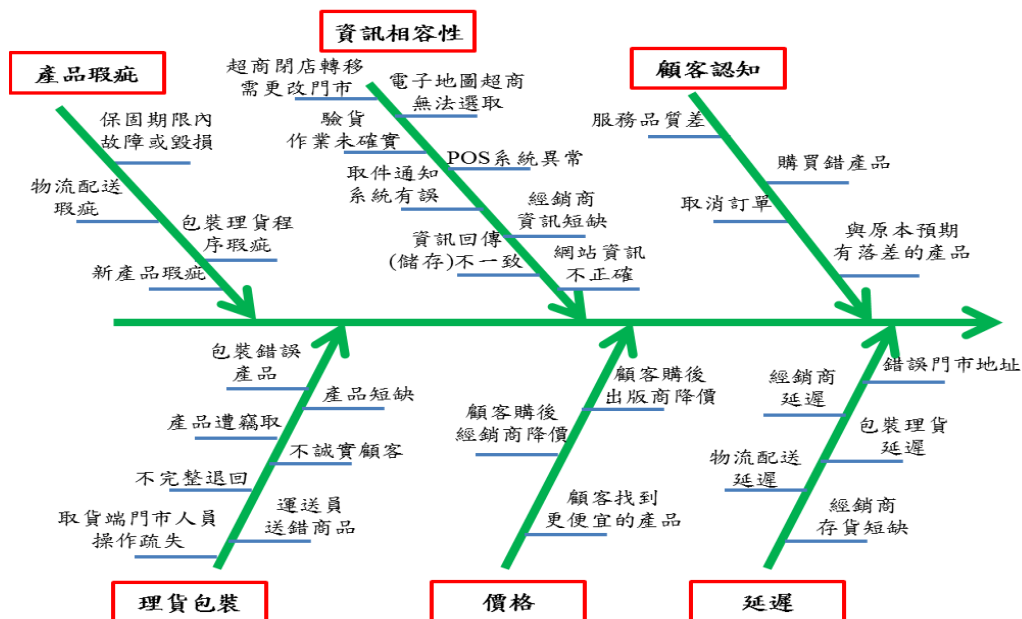 資訊相容性
產品瑕疵
顧客認知
保固期限內
故障或毀損
物流配送
瑕疵
包裝理貨程
序瑕疵
新產品瑕疵
超商閉店轉移
需更改門市
電子地圖超商
無法選取
驗貨
作業未確實
POS系統異常
取件通知
系統有誤
經銷商
資訊短缺
資訊回傳
(儲存)不一致
網站資訊
不正確
服務品質差
購買錯產品
取消訂單
與原本預期
有落差的產品
包裝錯誤
產品
產品短缺
產品遭竊取
不誠實顧客
不完整退回
運送員
送錯商品
取貨端門市人員
操作疏失
顧客購後
出版商降價
顧客購後
經銷商降價
顧客找到
更便宜的產品
錯誤門市地址
經銷商
延遲
包裝理貨
延遲
物流配送
延遲
經銷商
存貨短缺
理貨包裝
價格
延遲